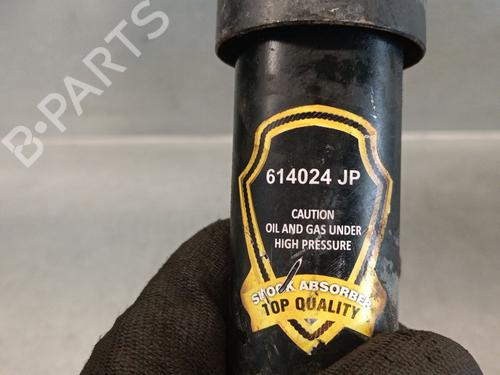 B-PARTS
614024 JP
CAUTION
OIL AND GAS UNDER
HIGH PRESSURE
SHOCK ABSORBER
TOP QUALITY